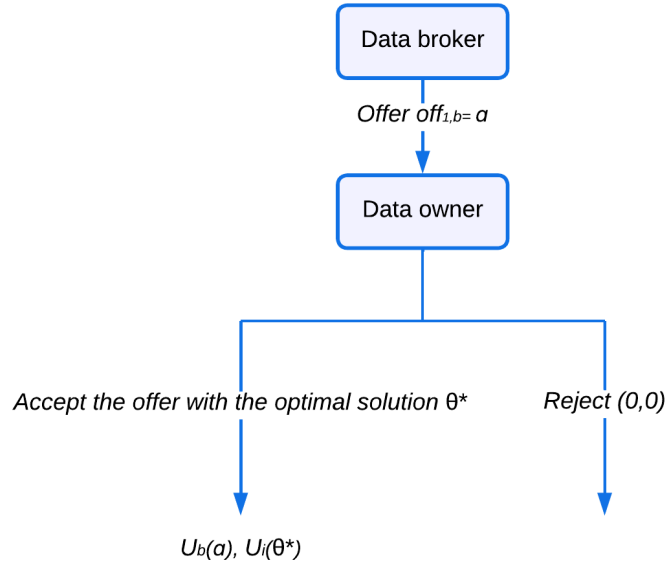 Data broker
Offer off₁,b= ɑ
Data owner
Accept the offer with the optimal solution θ*
Reject (0,0)
Ub(ɑ), Ui(θ*)